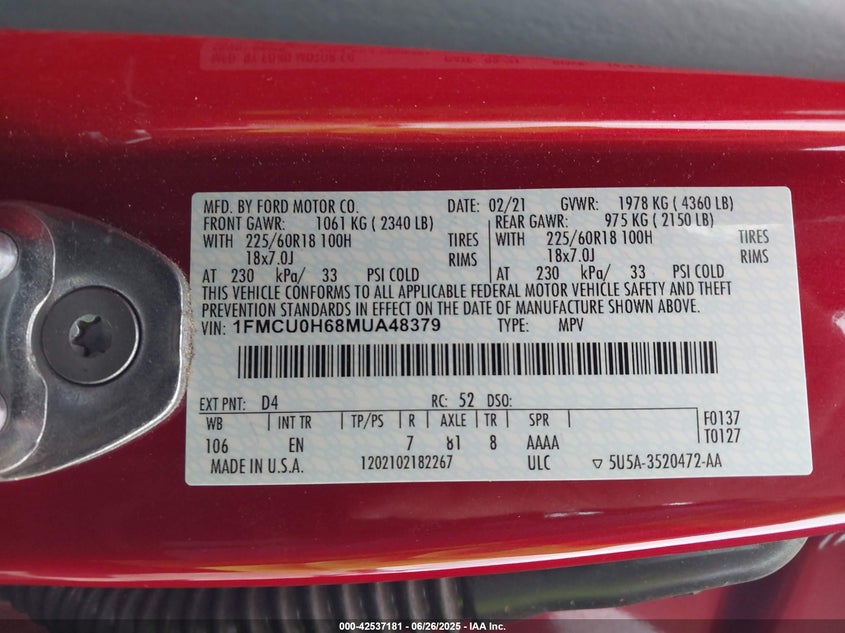 MFD. BY FORD MOTOR CO. DATE: 02/21 GVWR: 1978 KG ( 4360 LB)
FRONT GAWR: 1061 KG ( 2340 LB) REAR GAWR: 975 KG ( 2150 LB)
WITH 225/60R18 100H TIRES WITH 225/60R18 100H TIRES
18x7.0J RIMS 18x7.0J RIMS
AT 230 kPa/ 33 PSI COLD AT 230 kPa/ 33 PSI COLD
THIS VEHICLE CONFORMS TO ALL APPLICABLE FEDERAL MOTOR VEHICLE SAFETY AND THEFT
PREVENTION STANDARDS IN EFFECT ON THE DATE OF MANUFACTURE SHOWN ABOVE.
VIN: 1FMCU0H68MUA48379 TYPE: MPV
EXT PNT: D4 RC: 52 DSO:
WB INT TR TP/PS R AXLE TR SPR F0137
106 EN 7 81 8 AAAA T0127
MADE IN U.S.A. 1202102182267 ULC ▽ 5U5A-3520472-AA
000-42537181 - 06/26/2025 - IAA Inc.